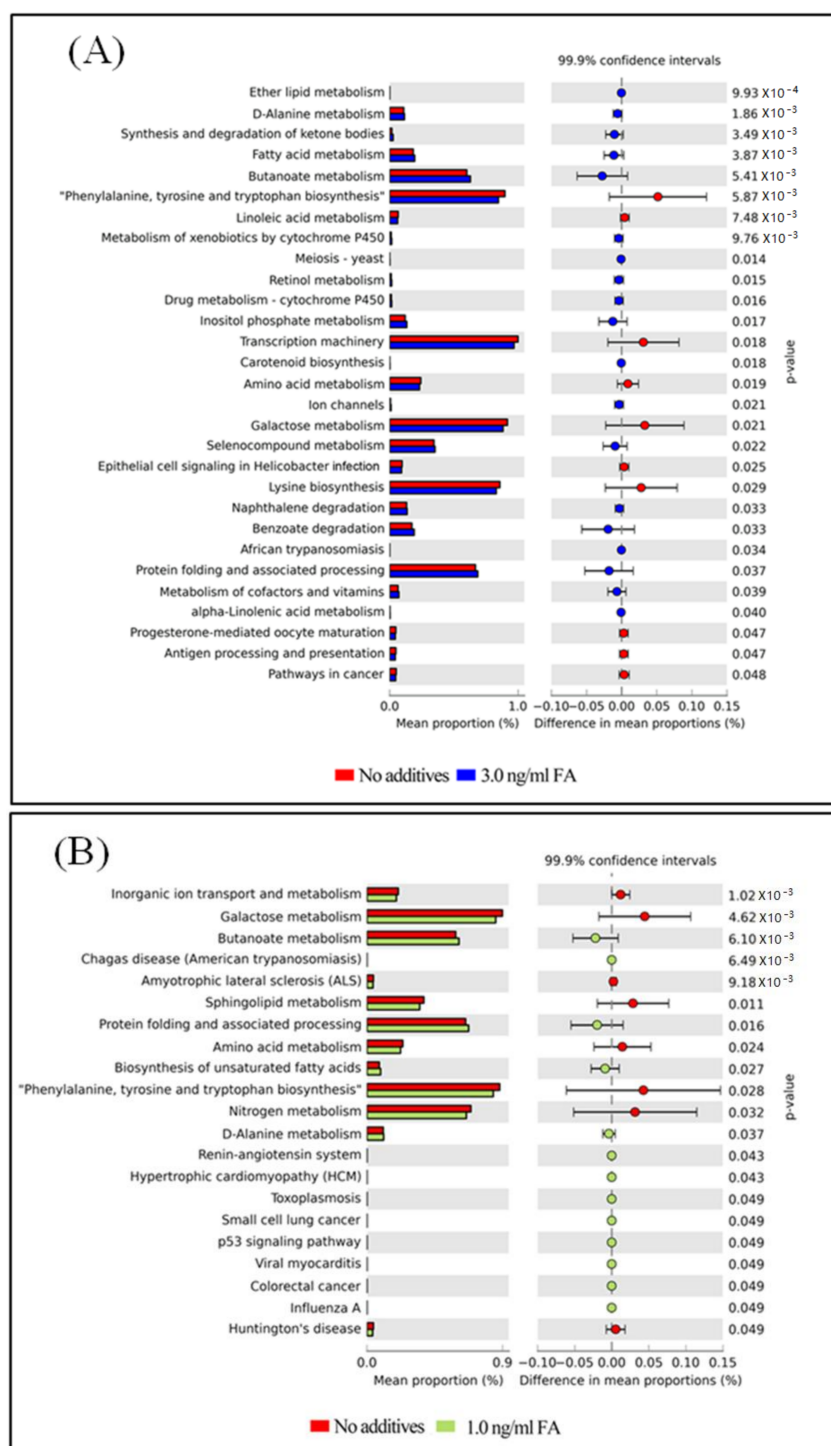 (A)
99.9% confidence intervals
Ether lipid metabolism 9.93 X10⁻⁴
D-Alanine metabolism 1.86 X10⁻³
Synthesis and degradation of ketone bodies 3.49 X10⁻³
Fatty acid metabolism 3.87 X10⁻³
Butanoate metabolism 5.41 X10⁻³
"Phenylalanine, tyrosine and tryptophan biosynthesis" 5.87 X10⁻³
Linoleic acid metabolism 7.48 X10⁻³
Metabolism of xenobiotics by cytochrome P450 9.76 X10⁻³
Meiosis - yeast 0.014
Retinol metabolism 0.015
Drug metabolism - cytochrome P450 0.016
Inositol phosphate metabolism 0.017
Transcription machinery 0.018
Carotenoid biosynthesis 0.018
Amino acid metabolism 0.019
Ion channels 0.021
Galactose metabolism 0.021
Selenocompound metabolism 0.022
Epithelial cell signaling in Helicobacter infection 0.025
Lysine biosynthesis 0.029
Naphthalene degradation 0.033
Benzoate degradation 0.033
African trypanosomiasis 0.034
Protein folding and associated processing 0.037
Metabolism of cofactors and vitamins 0.039
alpha-Linolenic acid metabolism 0.040
Progesterone-mediated oocyte maturation 0.047
Antigen processing and presentation 0.047
Pathways in cancer 0.048
p-value
0.0 1.0 −0.10 −0.05 0.00 0.05 0.10 0.15
Mean proportion (%) Difference in mean proportions (%)
No additives 3.0 ng/ml FA
(B)
99.9% confidence intervals
Inorganic ion transport and metabolism 1.02 X10⁻³
Galactose metabolism 4.62 X10⁻³
Butanoate metabolism 6.10 X10⁻³
Chagas disease (American trypanosomiasis) 6.49 X10⁻³
Amyotrophic lateral sclerosis (ALS) 9.18 X10⁻³
Sphingolipid metabolism 0.011
Protein folding and associated processing 0.016
Amino acid metabolism 0.024
Biosynthesis of unsaturated fatty acids 0.027
"Phenylalanine, tyrosine and tryptophan biosynthesis" 0.028
Nitrogen metabolism 0.032
D-Alanine metabolism 0.037
Renin-angiotensin system 0.043
Hypertrophic cardiomyopathy (HCM) 0.043
Toxoplasmosis 0.049
Small cell lung cancer 0.049
p53 signaling pathway 0.049
Viral myocarditis 0.049
Colorectal cancer 0.049
Influenza A 0.049
Huntington's disease 0.049
p-value
0.0 0.9 −0.10 −0.05 0.00 0.05 0.10 0.15
Mean proportion (%) Difference in mean proportions (%)
No additives 1.0 ng/ml FA